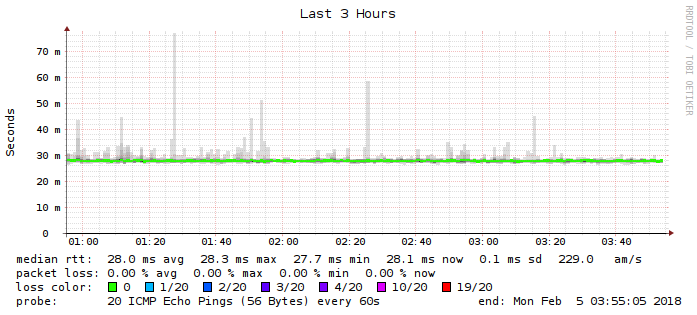 Last 3 Hours
RRDTOOL / TOBI OETIKER
Seconds
70 m
60 m
50 m
40 m
30 m
20 m
10 m
0
01:00 01:20 01:40 02:00 02:20 02:40 03:00 03:20 03:40
median rtt: 28.0 ms avg 28.3 ms max 27.7 ms min 28.1 ms now 0.1 ms sd 229.0 am/s
packet loss: 0.00 % avg 0.00 % max 0.00 % min 0.00 % now
loss color: 0 1/20 2/20 3/20 4/20 10/20 19/20
probe: 20 ICMP Echo Pings (56 Bytes) every 60s end: Mon Feb 5 03:55:05 2018